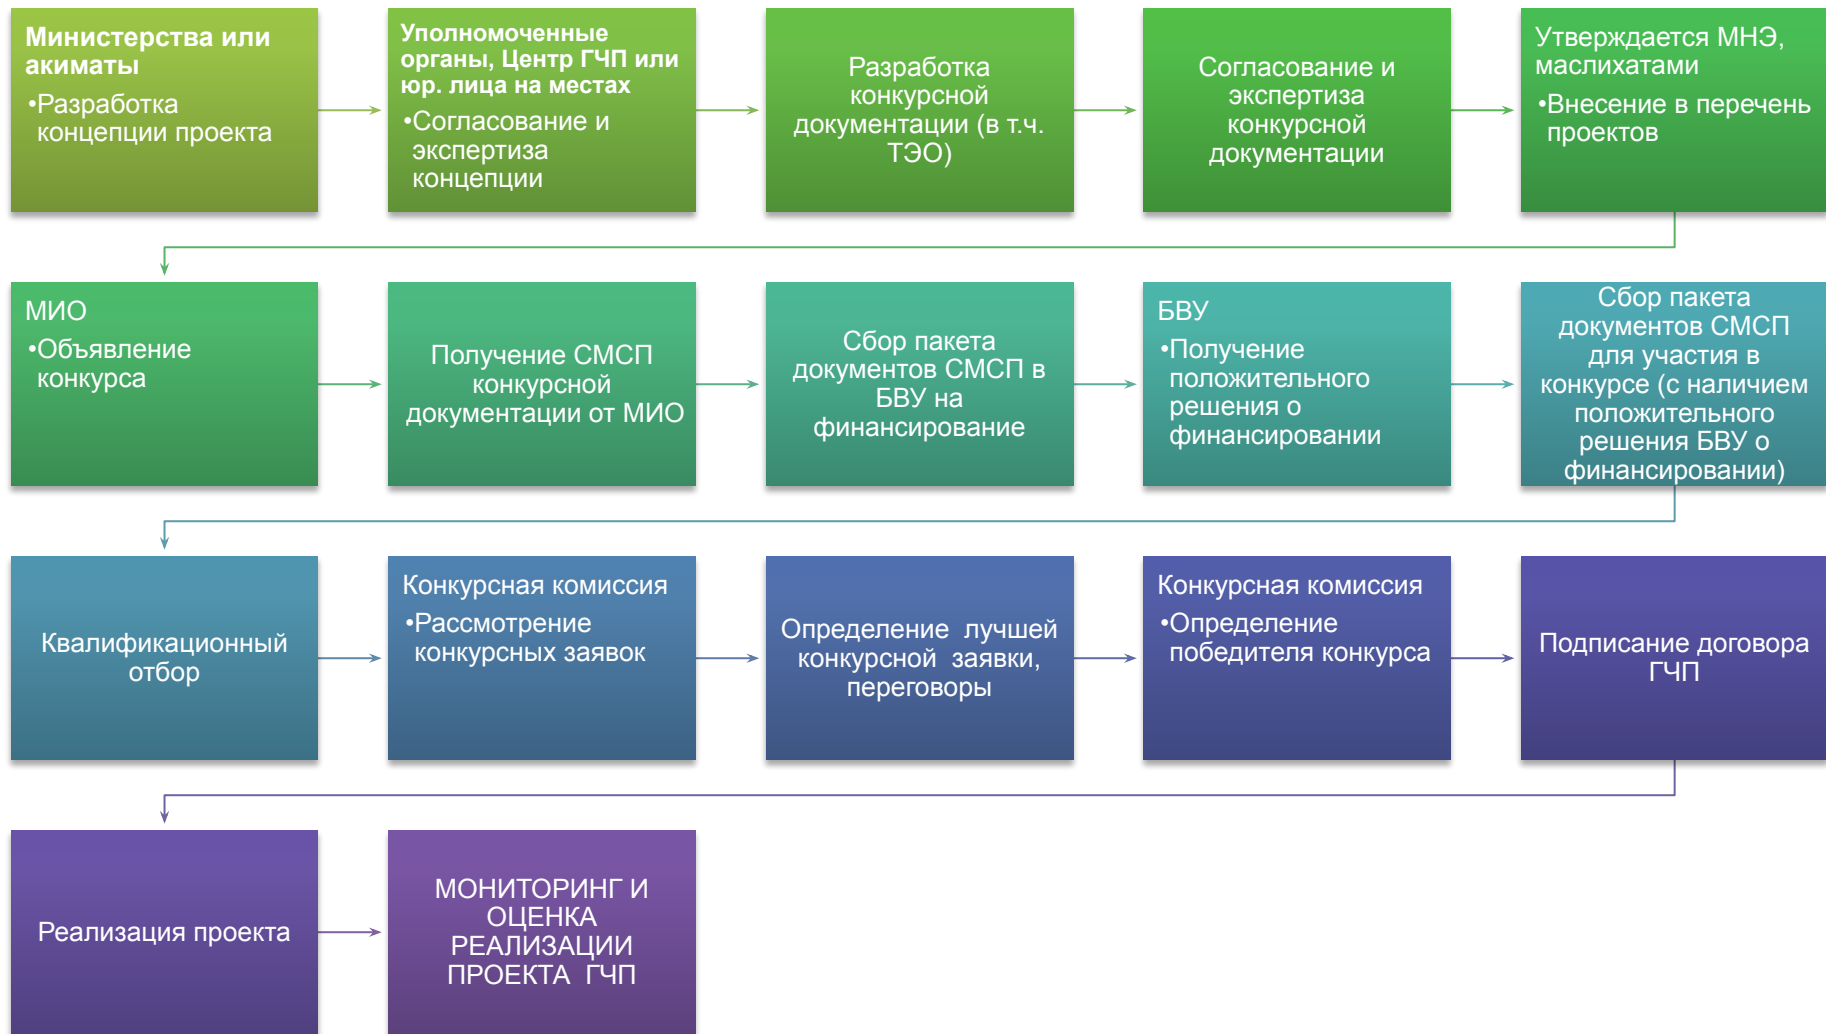 Министерства или
акиматы
•Разработка
концепции проекта
Уполномоченные
органы, Центр ГЧП или
юр. лица на местах
•Согласование и
экспертиза
концепции
Разработка
конкурсной
документации (в т.ч.
ТЭО)
Согласование и
экспертиза
конкурсной
документации
Утверждается МНЭ,
маслихатами
•Внесение в перечень
проектов
МИО
•Объявление
конкурса
Получение СМСП
конкурсной
документации от МИО
Сбор пакета
документов СМСП в
БВУ на
финансирование
БВУ
•Получение
положительного
решения о
финансировании
Сбор пакета
документов СМСП
для участия в
конкурсе (с наличием
положительного
решения БВУ о
финансировании)
Квалификационный
отбор
Конкурсная комиссия
•Рассмотрение
конкурсных заявок
Определение лучшей
конкурсной заявки,
переговоры
Конкурсная комиссия
•Определение
победителя конкурса
Подписание договора
ГЧП
Реализация проекта
МОНИТОРИНГ И
ОЦЕНКА
РЕАЛИЗАЦИИ
ПРОЕКТА ГЧП